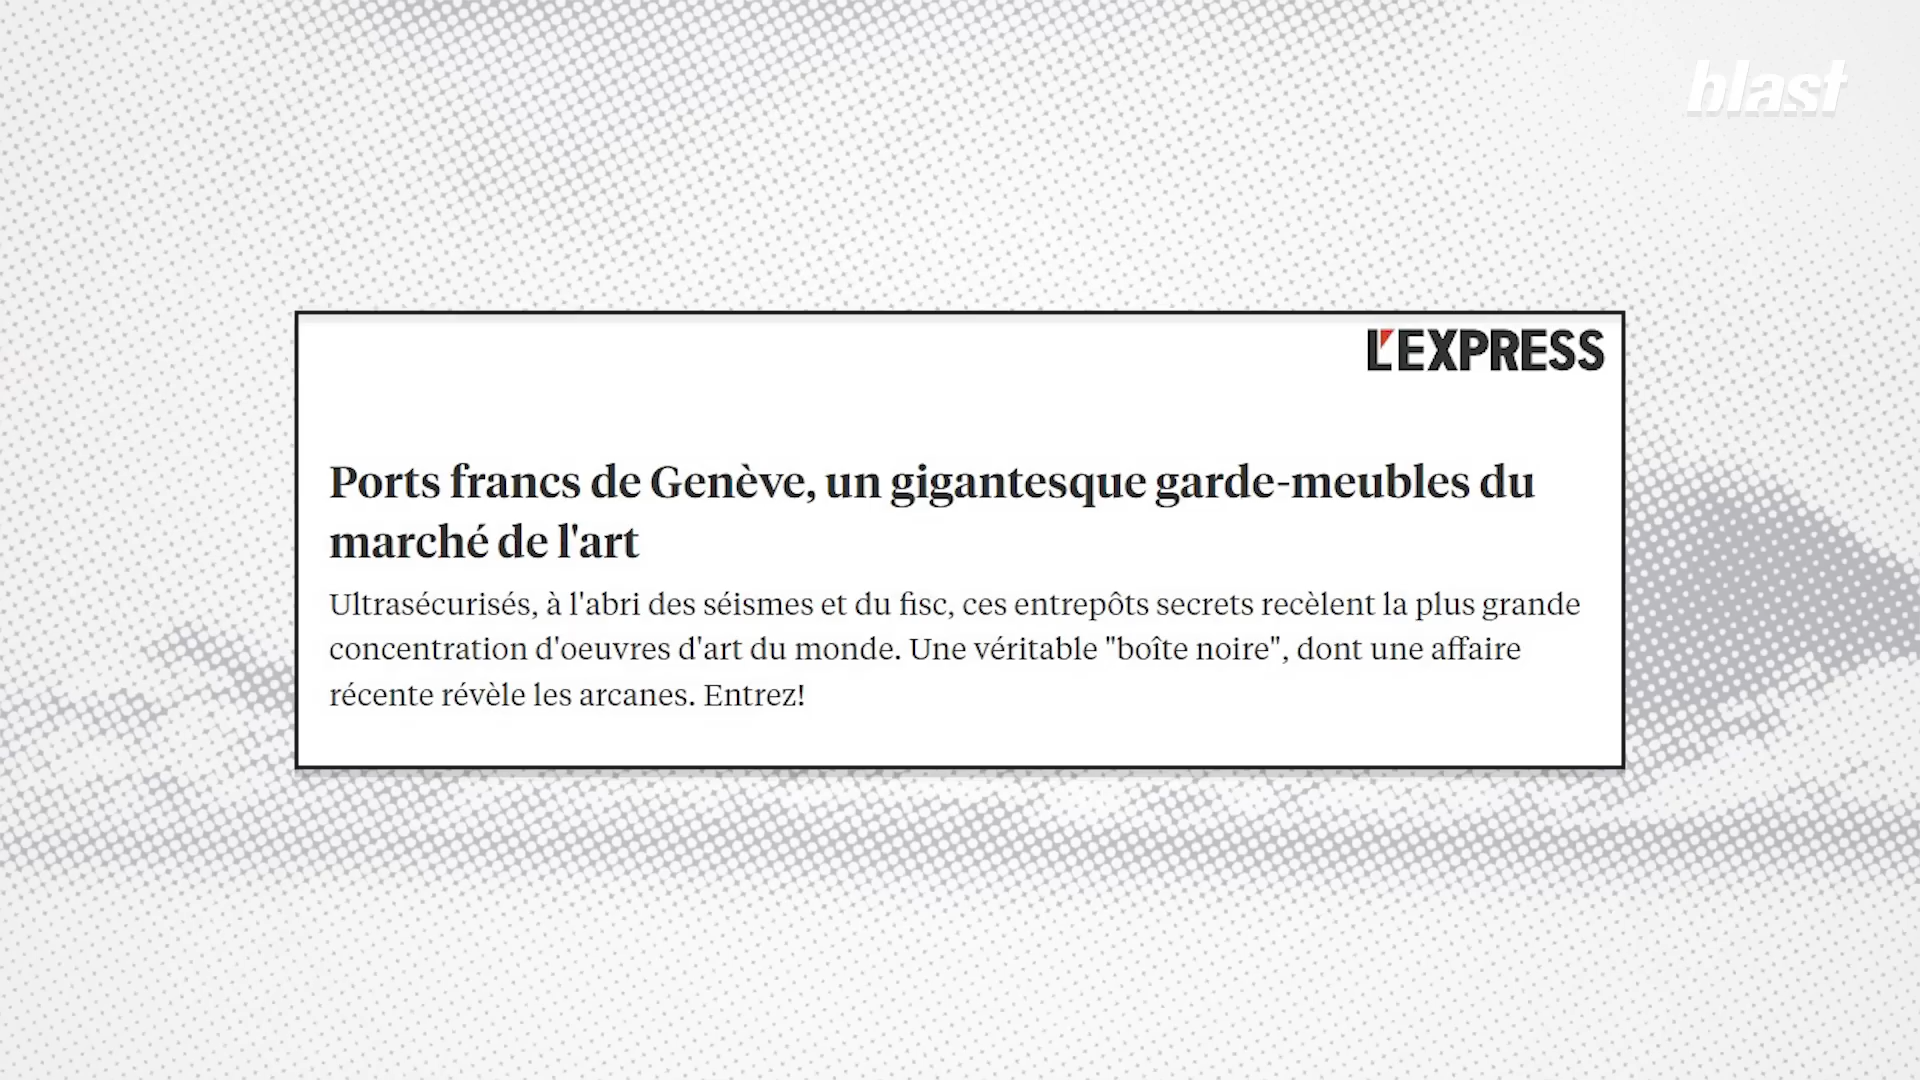 blast
L'EXPRESS
Ports francs de Genève, un gigantesque garde-meubles du
marché de l'art
Ultrasécurisés, à l'abri des séismes et du fisc, ces entrepôts secrets recèlent la plus grande
concentration d'oeuvres d'art du monde. Une véritable "boîte noire", dont une affaire
récente révèle les arcanes. Entrez!